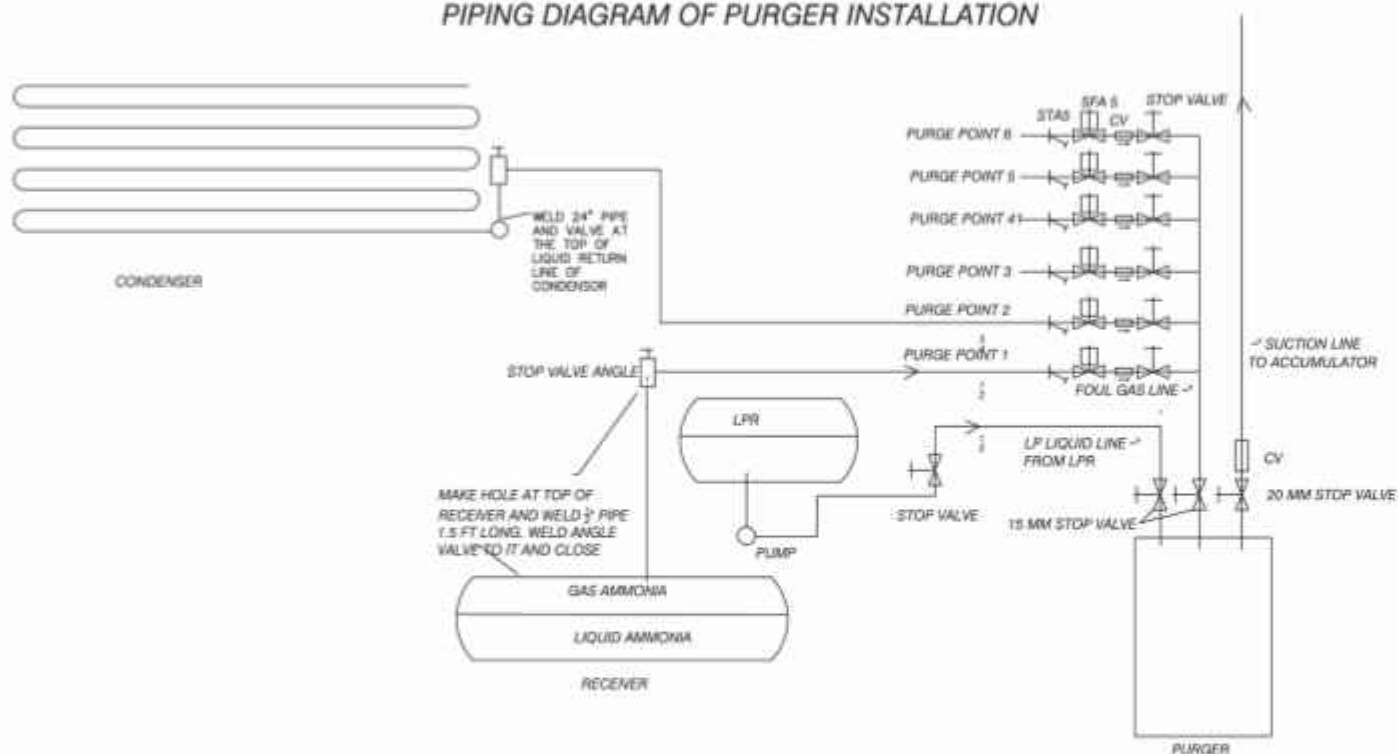 PIPING DIAGRAM OF PURGER INSTALLATION
SFA 5
STOP VALVE
STA5
CV
PURGE POINT 6
PURGE POINT 5
PURGE POINT 41
PURGE POINT 3
PURGE POINT 2
PURGE POINT 1
WELD 24" PIPE
AND VALVE AT
THE TOP OF
LIQUID RETURN
LINE OF
CONDENSOR
CONDENSER
STOP VALVE ANGLE
FOUL GAS LINE
SUCTION LINE
TO ACCUMULATOR
LPR
LP LIQUID LINE
FROM LPR
CV
20 MM STOP VALVE
15 MM STOP VALVE
STOP VALVE
MAKE HOLE AT TOP OF
RECEIVER AND WELD PIPE
1.5 FT LONG. WELD ANGLE
VALVE TO IT AND CLOSE
PUMP
GAS AMMONIA
LIQUID AMMONIA
RECEIVER
PURGER